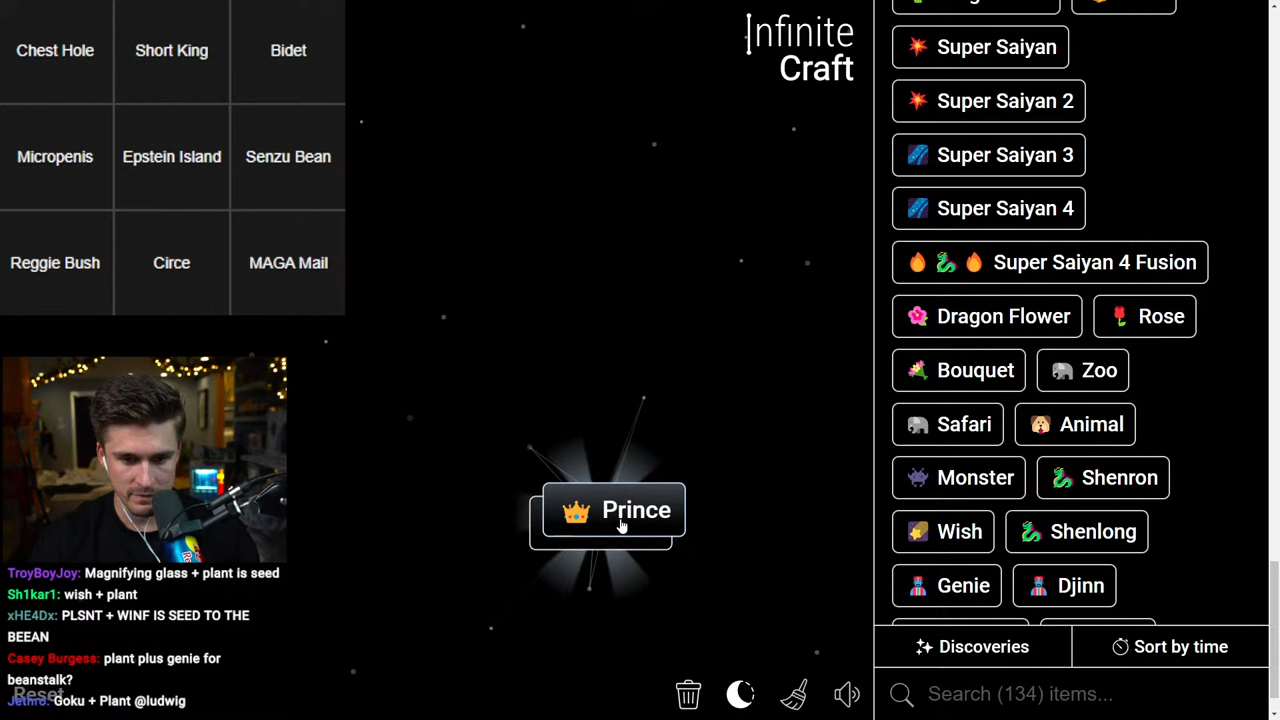 Chest Hole
Short King
Bidet
Micropenis
Epstein Island
Senzu Bean
Reggie Bush
Circe
MAGA Mail
Infinite
Craft
Super Saiyan
Super Saiyan 2
Super Saiyan 3
Super Saiyan 4
Super Saiyan 4 Fusion
Dragon Flower
Rose
Bouquet
Zoo
Safari
Animal
Monster
Shenron
Wish
Shenlong
Genie
Djinn
Prince
TroyBoyJoy: Magnifying glass + plant is seed
Sh1kar1: wish + plant
xHE4Dx: PLSNT + WINF IS SEED TO THE
BEEAN
Casey Burgess: plant plus genie for
beanstalk?
Reset
Jethro: Goku + Plant @ludwig
Discoveries
Sort by time
Search (134) items...